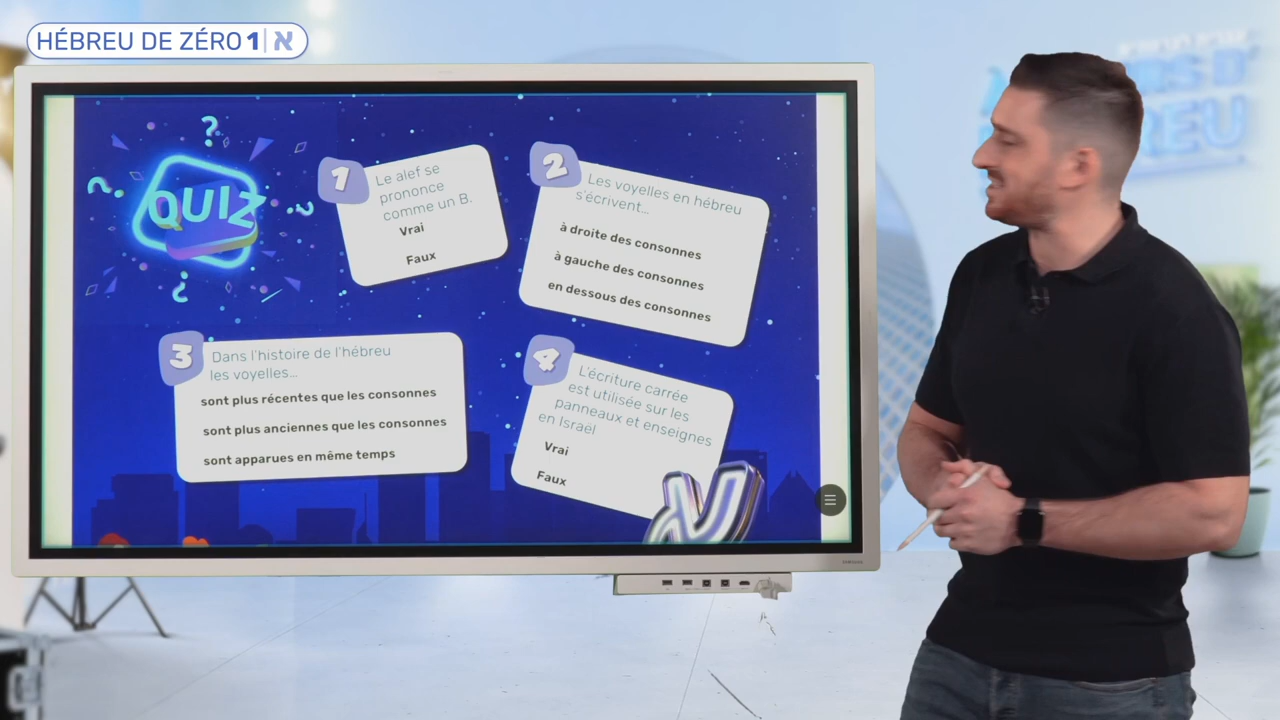 HÉBREU DE ZÉRO 1 | א
QUIZ
1
Le alef se
prononce
comme un B.
Vrai
Faux
2
Les voyelles en hébreu
s'écrivent...
à droite des consonnes
à gauche des consonnes
en dessous des consonnes
3
Dans l'histoire de l'hébreu
les voyelles...
sont plus récentes que les consonnes
sont plus anciennes que les consonnes
sont apparues en même temps
4
L'écriture carrée
est utilisée sur les
panneaux et enseignes
en Israël
Vrai
Faux
SAMSUNG